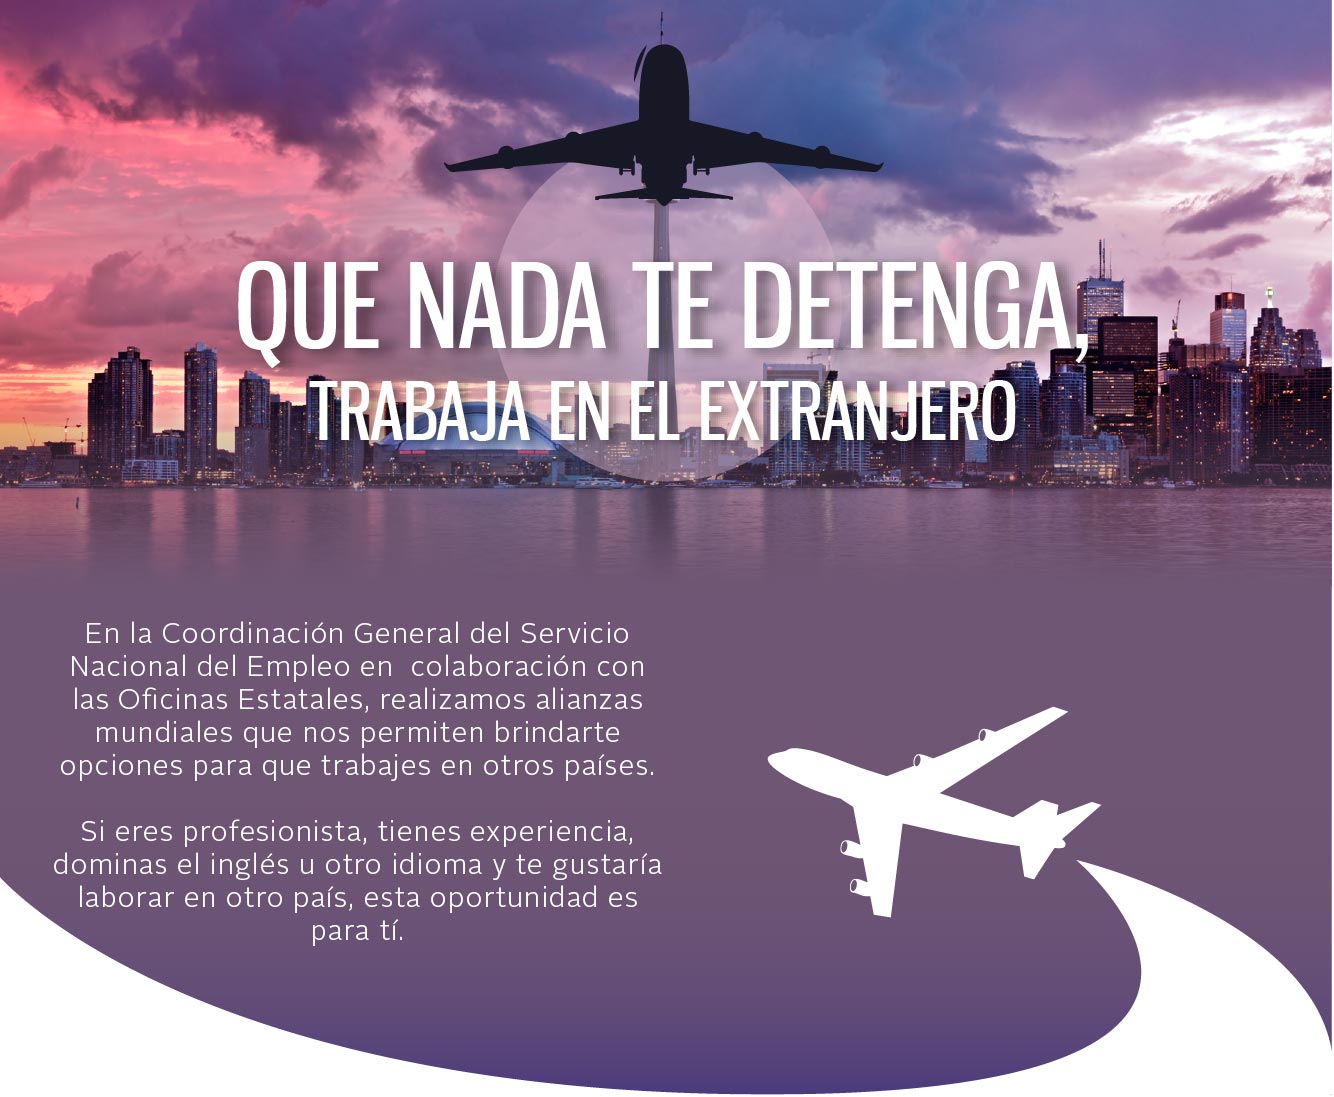 QUE NADA TE DETENGA,
TRABAJA EN EL EXTRANJERO
En la Coordinación General del Servicio
Nacional del Empleo en  colaboración con
las Oficinas Estatales, realizamos alianzas
mundiales que nos permiten brindarte
opciones para que trabajes en otros países.
Si eres profesionista, tienes experiencia,
dominas el inglés u otro idioma y te gustaría
laborar en otro país, esta oportunidad es
para tí.